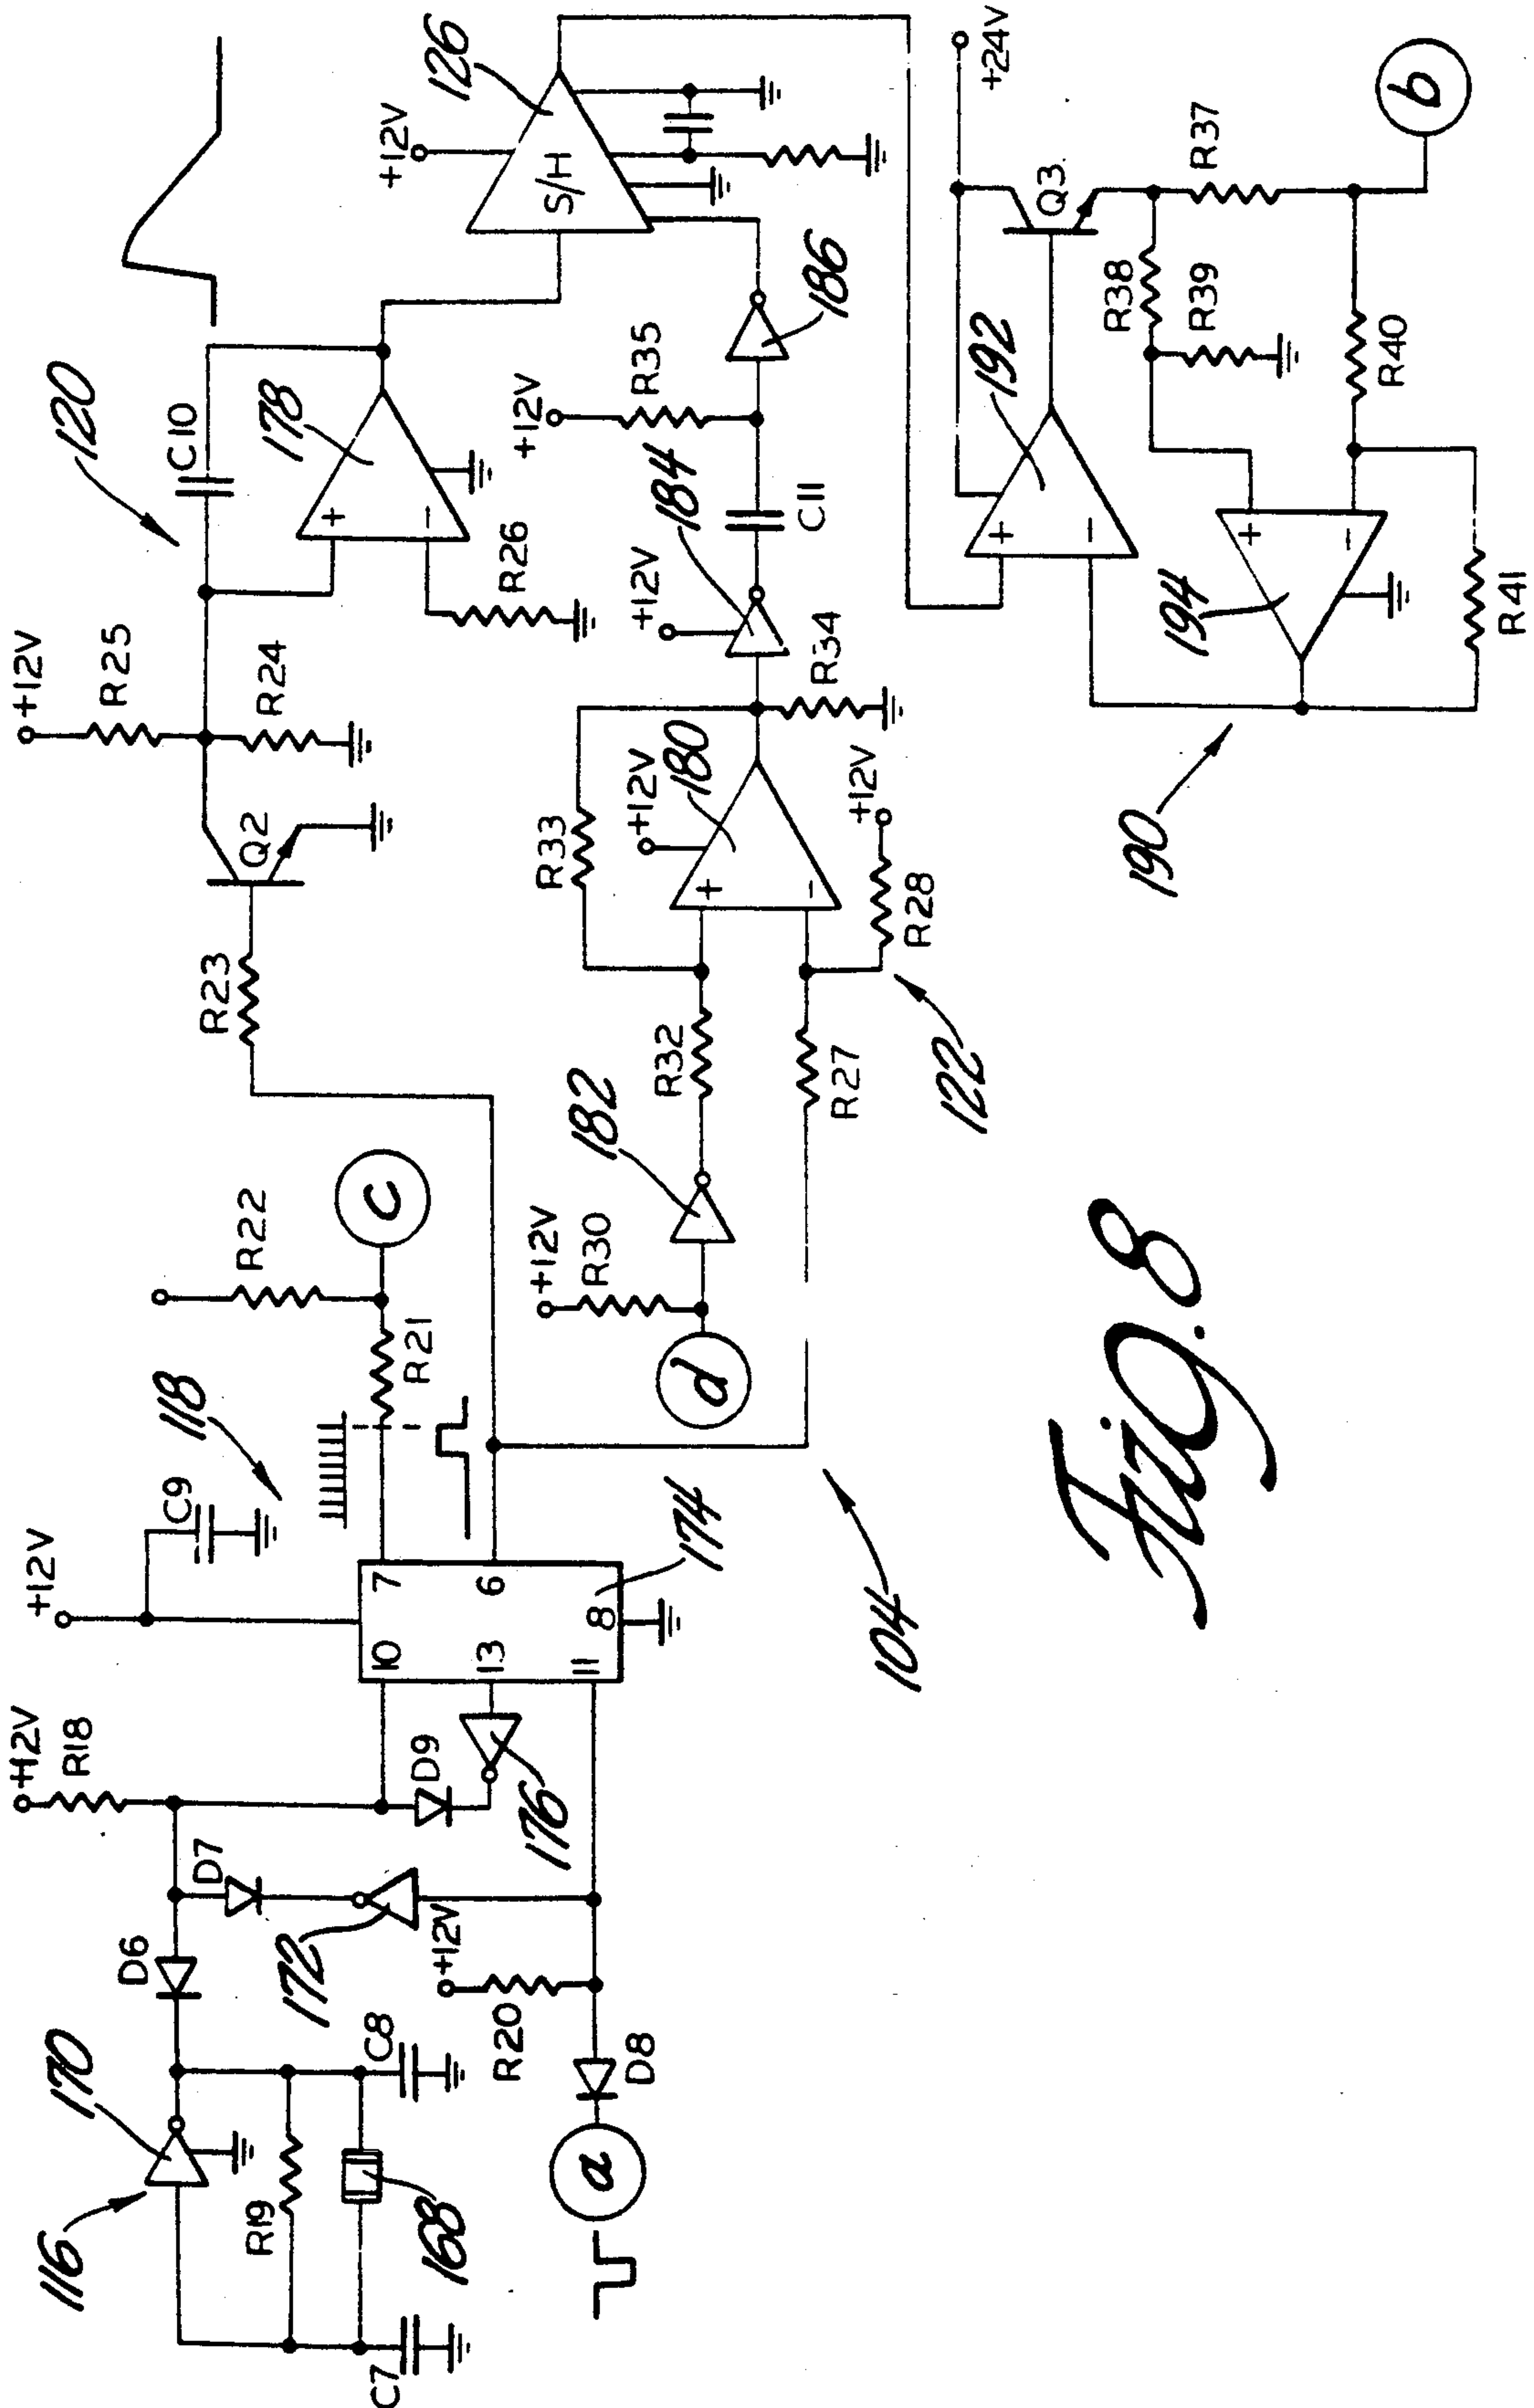 Fig. 8
104
116
170
R19
168
C7
C8
D6
D7
172
+12V
R20
D8
a
+12V
R18
D9
176
10
13
11
7
6
8
174
+12V
C9
118
R21
R22
c
R23
Q2
+12V
R25
R24
120
C10
+
-
178
R26
+12V
S/H
126
d
+12V
R30
182
R32
R27
122
R33
+12V
180
+
-
R28
+12V
R34
+12V
184
C11
+12V
R35
186
190
192
+
-
+24V
Q3
R37
R38
R39
R40
R41
194
+
-
b